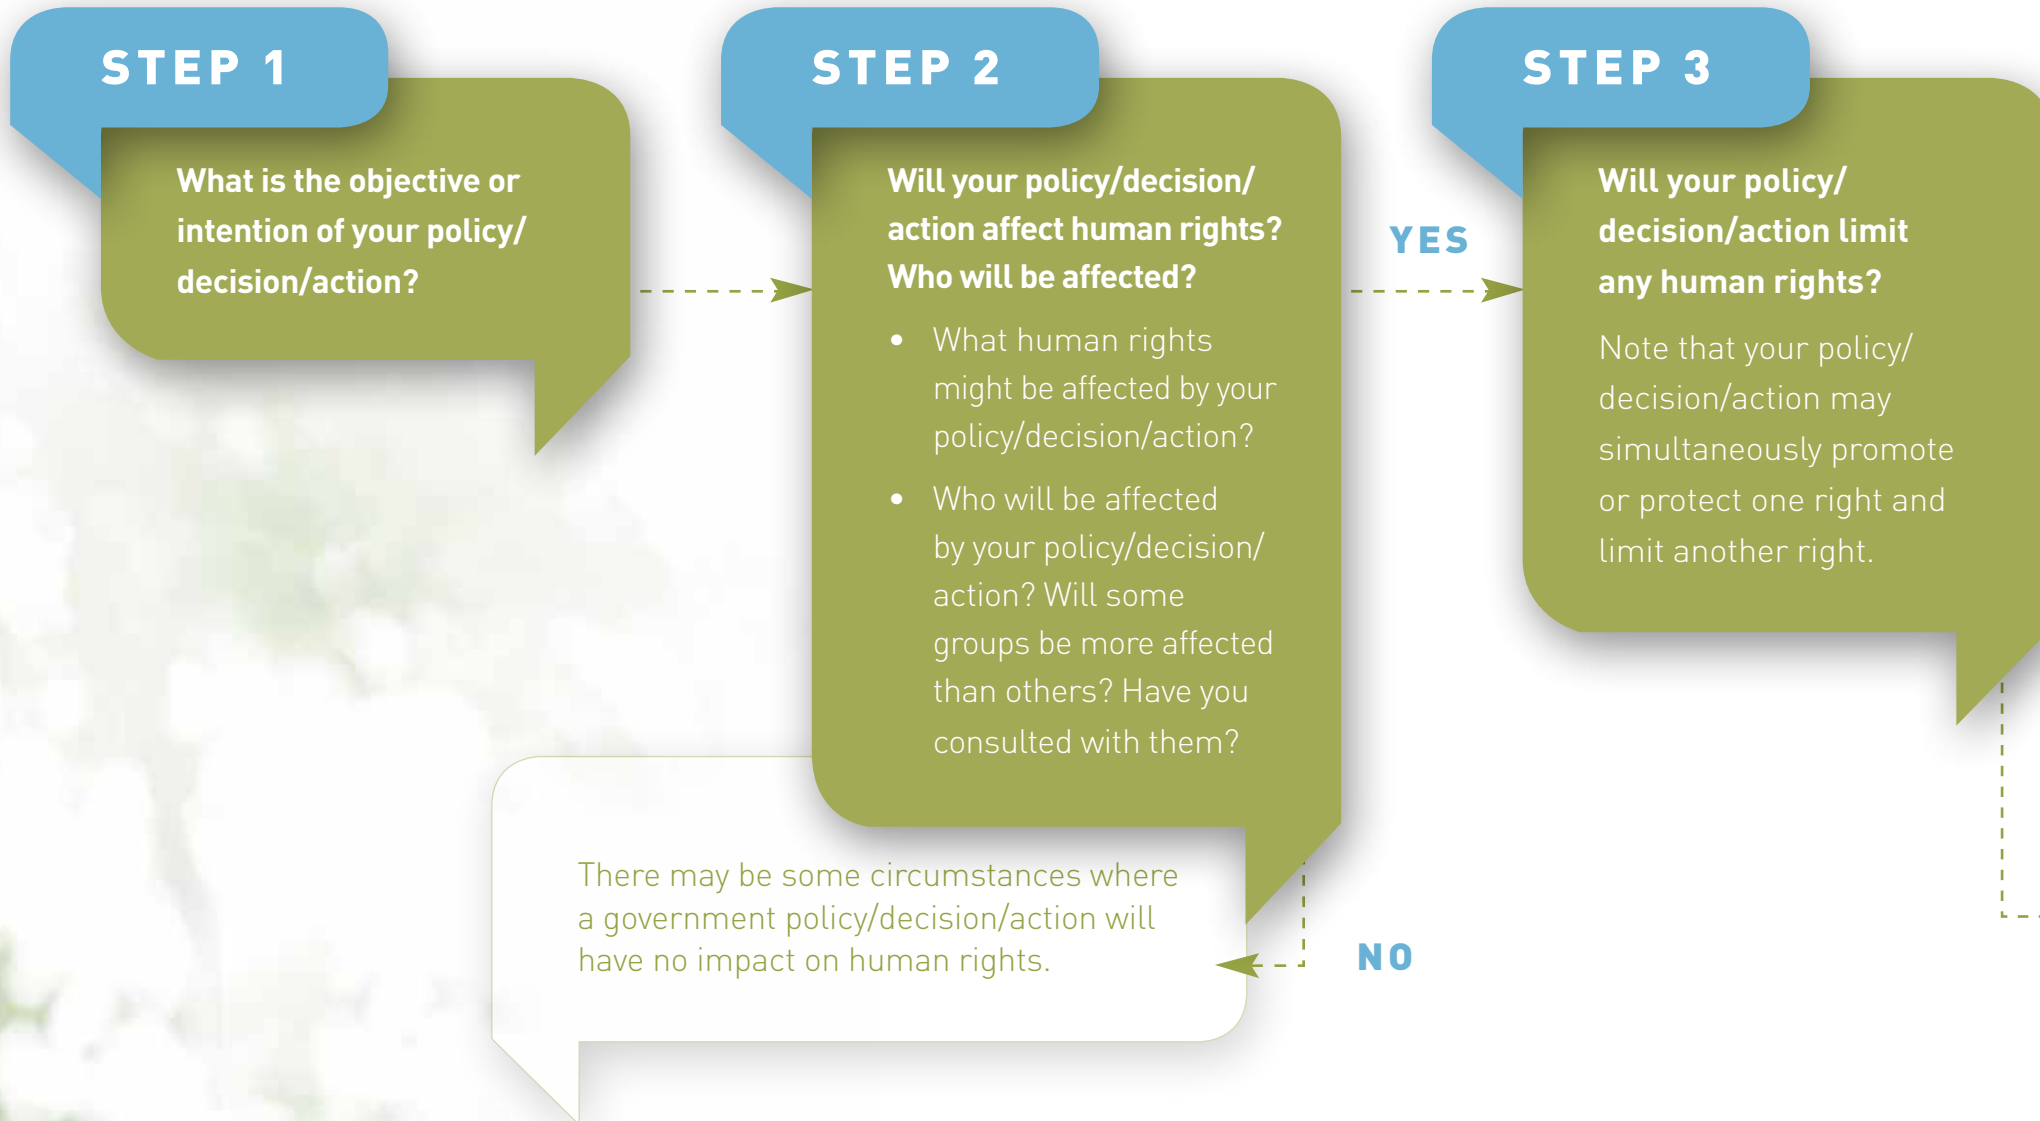 STEP 1
What is the objective or
intention of your policy/
decision/action?
STEP 2
Will your policy/decision/
action affect human rights?
Who will be affected?
• What human rights
might be affected by your
policy/decision/action?
• Who will be affected
by your policy/decision/
action? Will some
groups be more affected
than others? Have you
consulted with them?
YES
NO
There may be some circumstances where
a government policy/decision/action will
have no impact on human rights.
STEP 3
Will your policy/
decision/action limit
any human rights?
Note that your policy/
decision/action may
simultaneously promote
or protect one right and
limit another right.